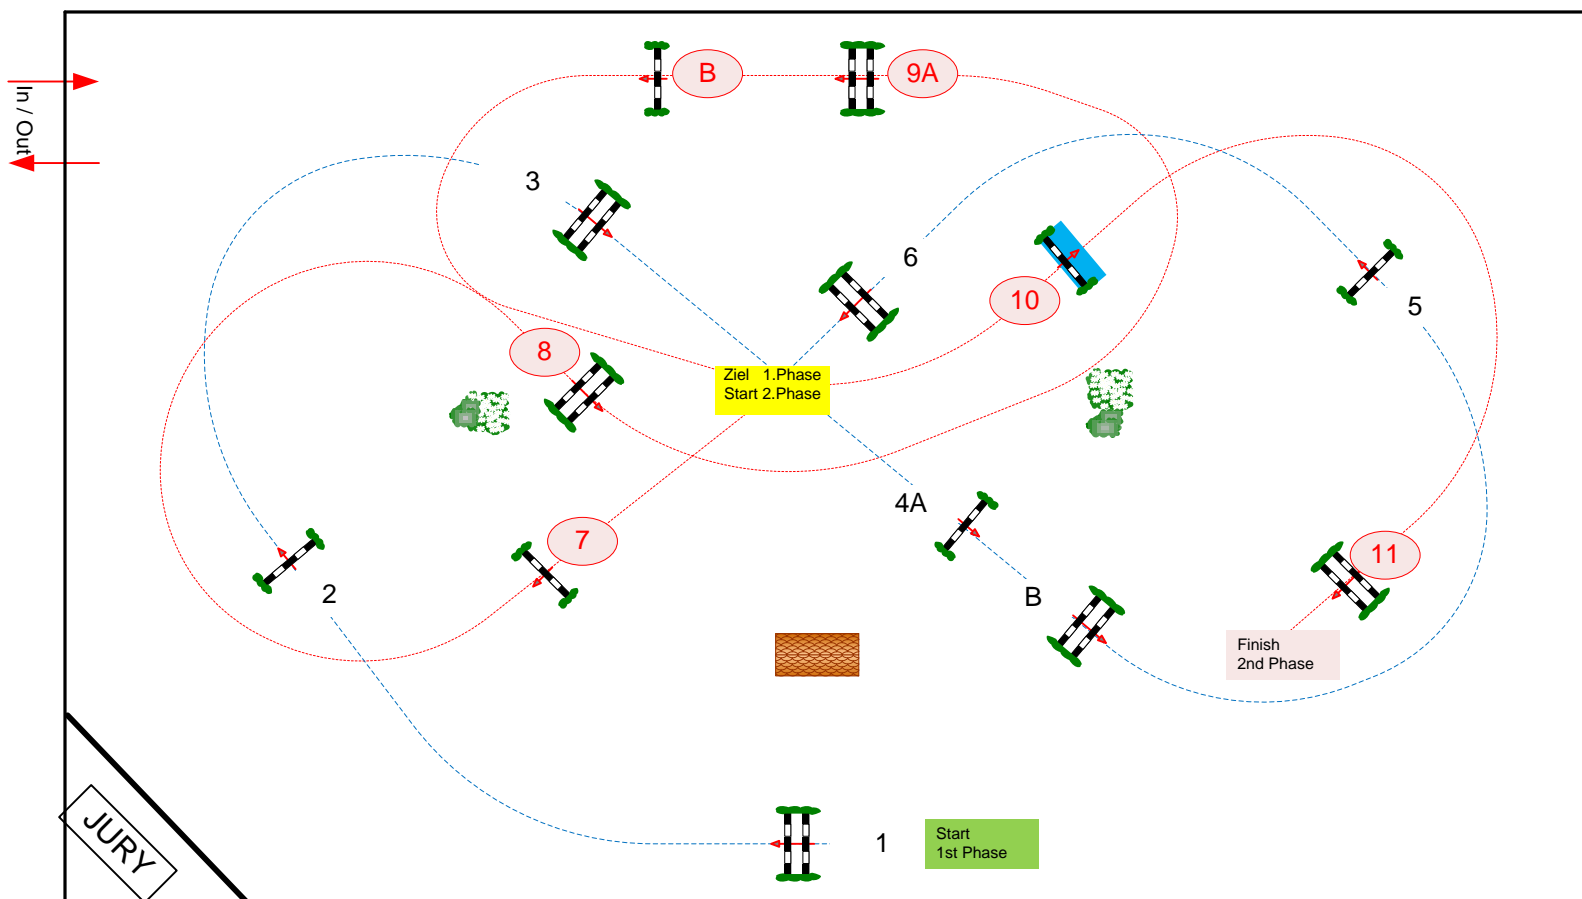 B
9A
In / Out
3
6
10
5
8
Ziel 1.Phase
Start 2.Phase
4A
7
11
2
B
Finish
2nd Phase
JURY
1
Start
1st Phase